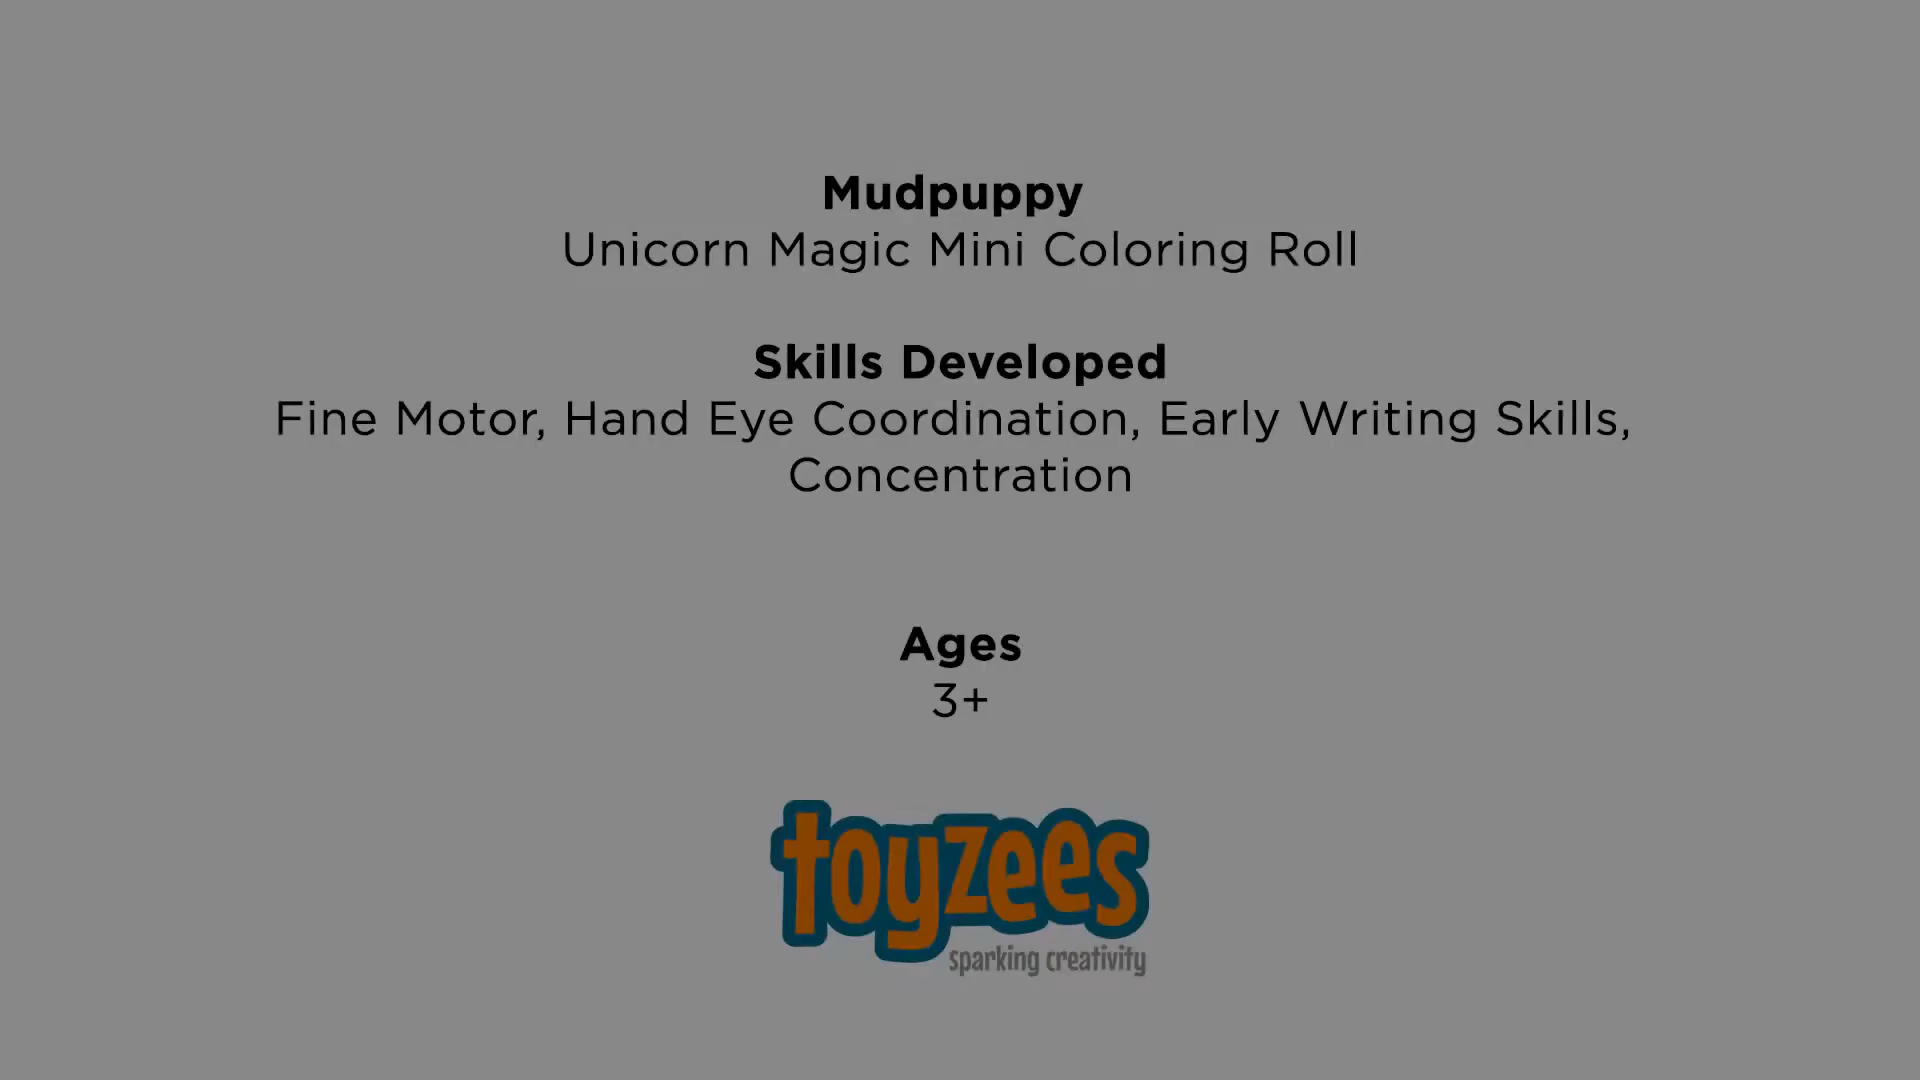 Mudpuppy
Unicorn Magic Mini Coloring Roll
Skills Developed
Fine Motor, Hand Eye Coordination, Early Writing Skills,
Concentration
Ages
3+
toyzees
sparking creativity